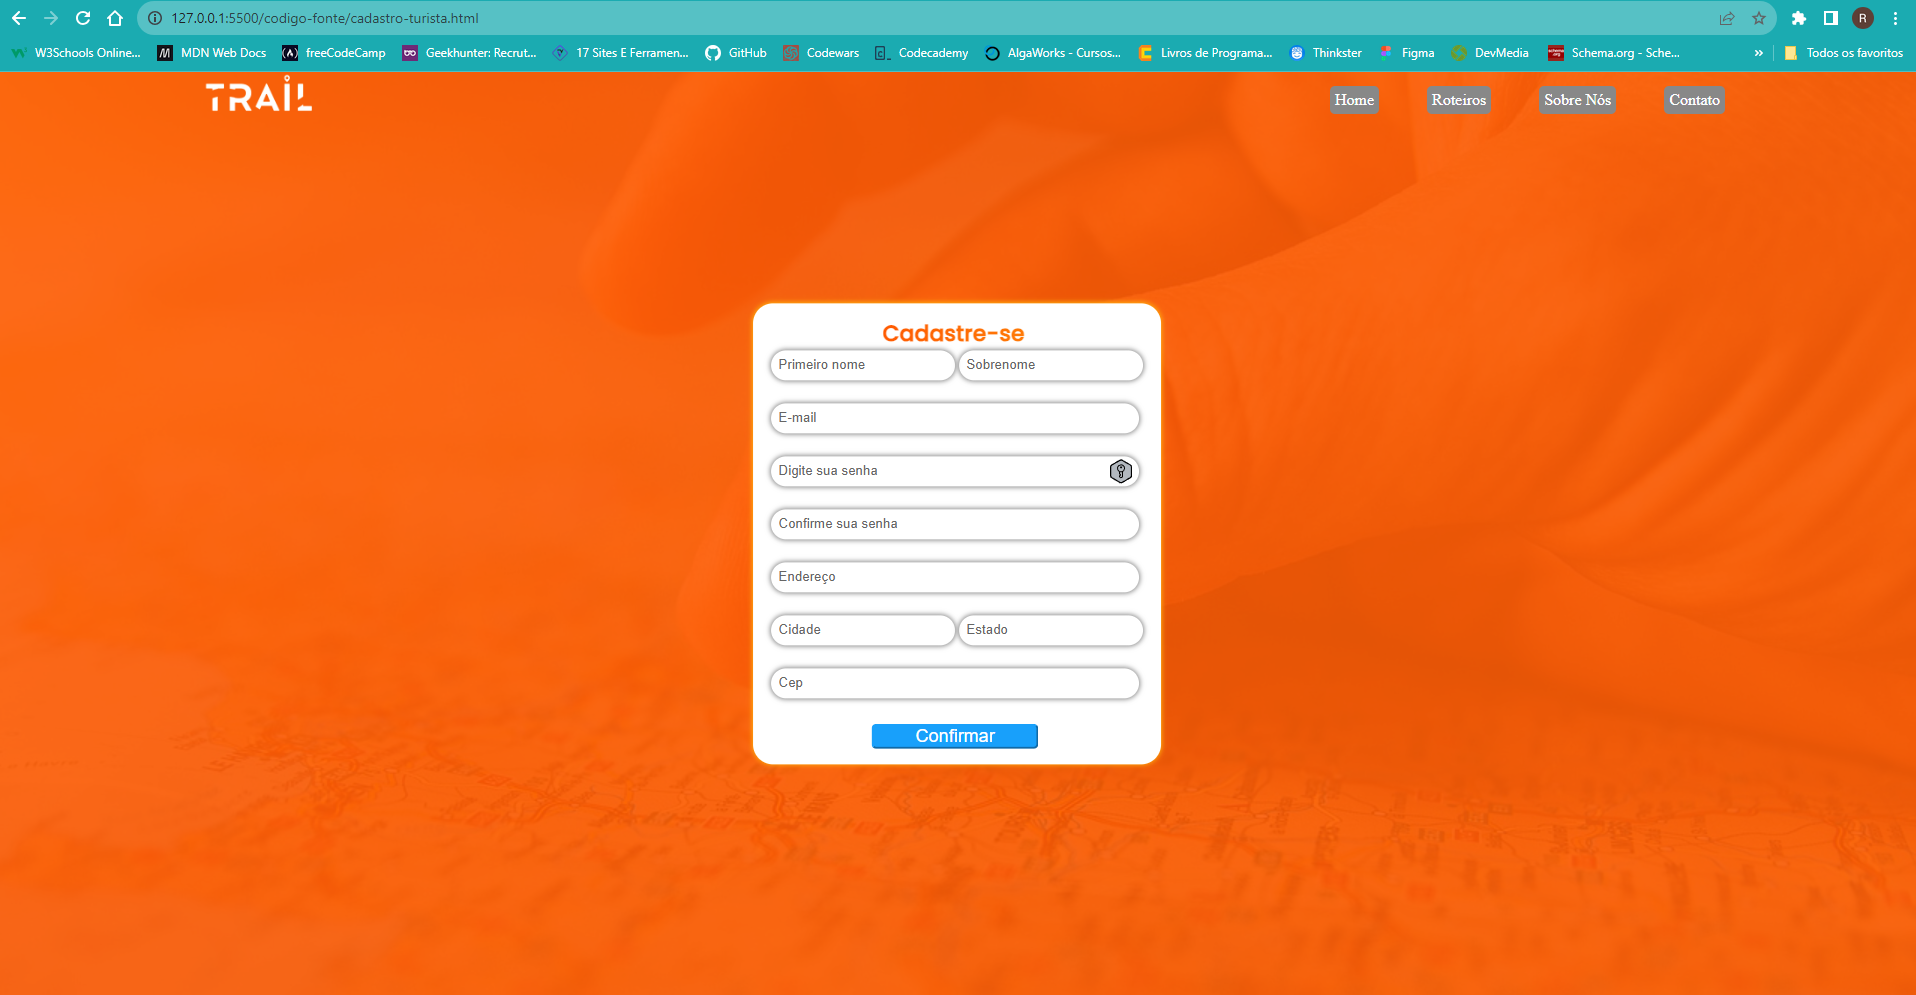 127.0.0.1:5500/codigo-fonte/cadastro-turista.html
R
W3Schools Online... MDN Web Docs freeCodeCamp Geekhunter: Recrut... 17 Sites E Ferramen... GitHub Codewars Codecademy AlgaWorks - Cursos... Livros de Programa... Thinkster Figma DevMedia Schema.org - Sche... » Todos os favoritos
TRAIL
Home Roteiros Sobre Nós Contato
Cadastre-se
Primeiro nome Sobrenome
E-mail
Digite sua senha
Confirme sua senha
Endereço
Cidade Estado
Cep
Confirmar